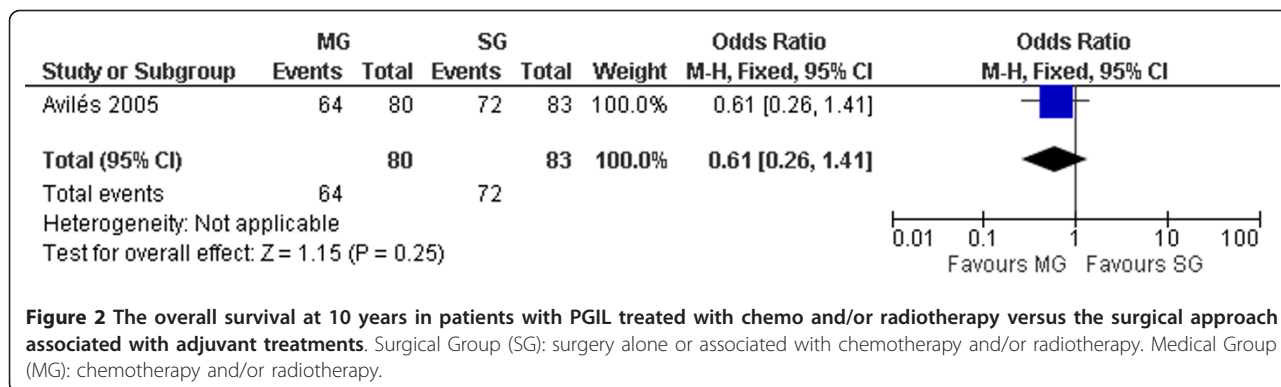 MG SG Odds Ratio Odds Ratio
Study or Subgroup Events Total Events Total Weight M-H, Fixed, 95% CI M-H, Fixed, 95% CI
Avilés 2005 64 80 72 83 100.0% 0.61 [0.26, 1.41]
Total (95% CI) 80 83 100.0% 0.61 [0.26, 1.41]
Total events 64 72
Heterogeneity: Not applicable
Test for overall effect: Z = 1.15 (P = 0.25)
0.01 0.1 1 10 100
Favours MG Favours SG
Figure 2 The overall survival at 10 years in patients with PGIL treated with chemo and/or radiotherapy versus the surgical approach
associated with adjuvant treatments. Surgical Group (SG): surgery alone or associated with chemotherapy and/or radiotherapy. Medical Group
(MG): chemotherapy and/or radiotherapy.